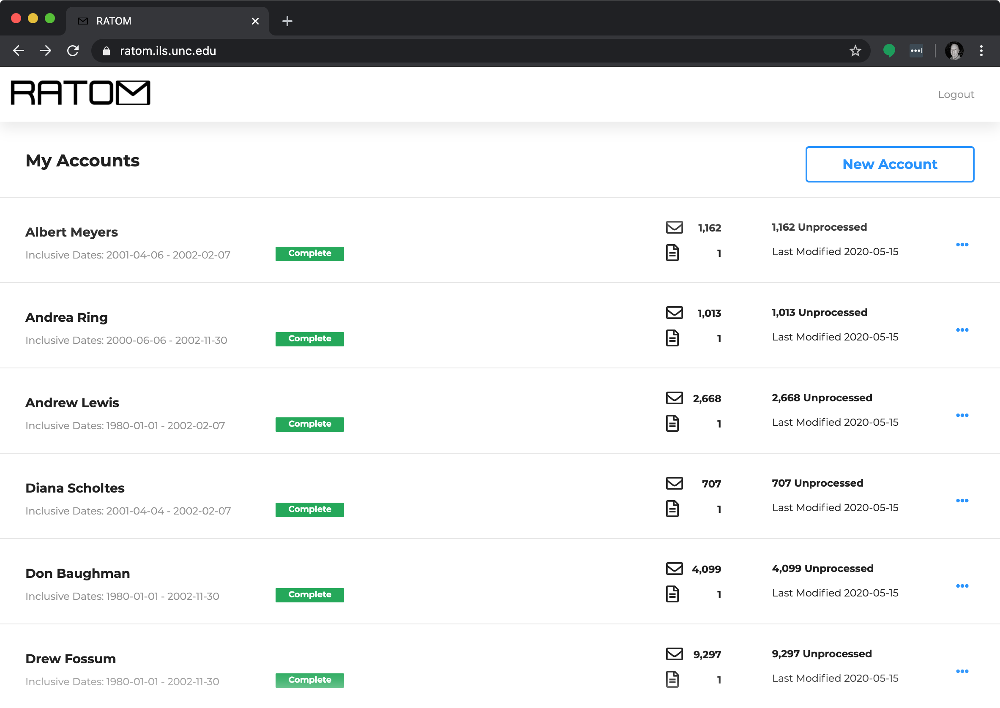 RATOM
ratom.ils.unc.edu
RATOM
Logout
My Accounts
New Account
Albert Meyers
Inclusive Dates: 2001-04-06 - 2002-02-07
Complete
1,162
1
1,162 Unprocessed
Last Modified 2020-05-15
Andrea Ring
Inclusive Dates: 2000-06-06 - 2002-11-30
Complete
1,013
1
1,013 Unprocessed
Last Modified 2020-05-15
Andrew Lewis
Inclusive Dates: 1980-01-01 - 2002-02-07
Complete
2,668
1
2,668 Unprocessed
Last Modified 2020-05-15
Diana Scholtes
Inclusive Dates: 2001-04-04 - 2002-02-07
Complete
707
1
707 Unprocessed
Last Modified 2020-05-15
Don Baughman
Inclusive Dates: 1980-01-01 - 2002-11-30
Complete
4,099
1
4,099 Unprocessed
Last Modified 2020-05-15
Drew Fossum
Inclusive Dates: 1980-01-01 - 2002-11-30
Complete
9,297
1
9,297 Unprocessed
Last Modified 2020-05-15